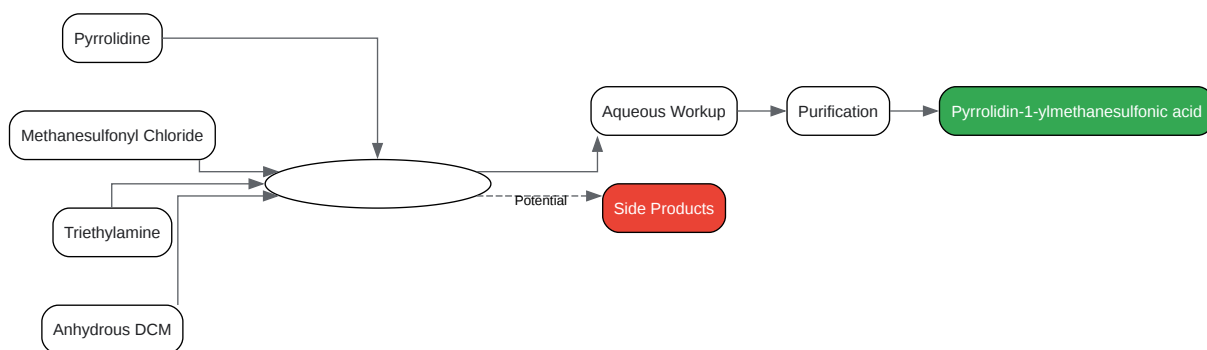 Pyrrolidine
Methanesulfonyl Chloride
Triethylamine
Anhydrous DCM
Potential
Aqueous Workup
Purification
Pyrrolidin-1-ylmethanesulfonic acid
Side Products